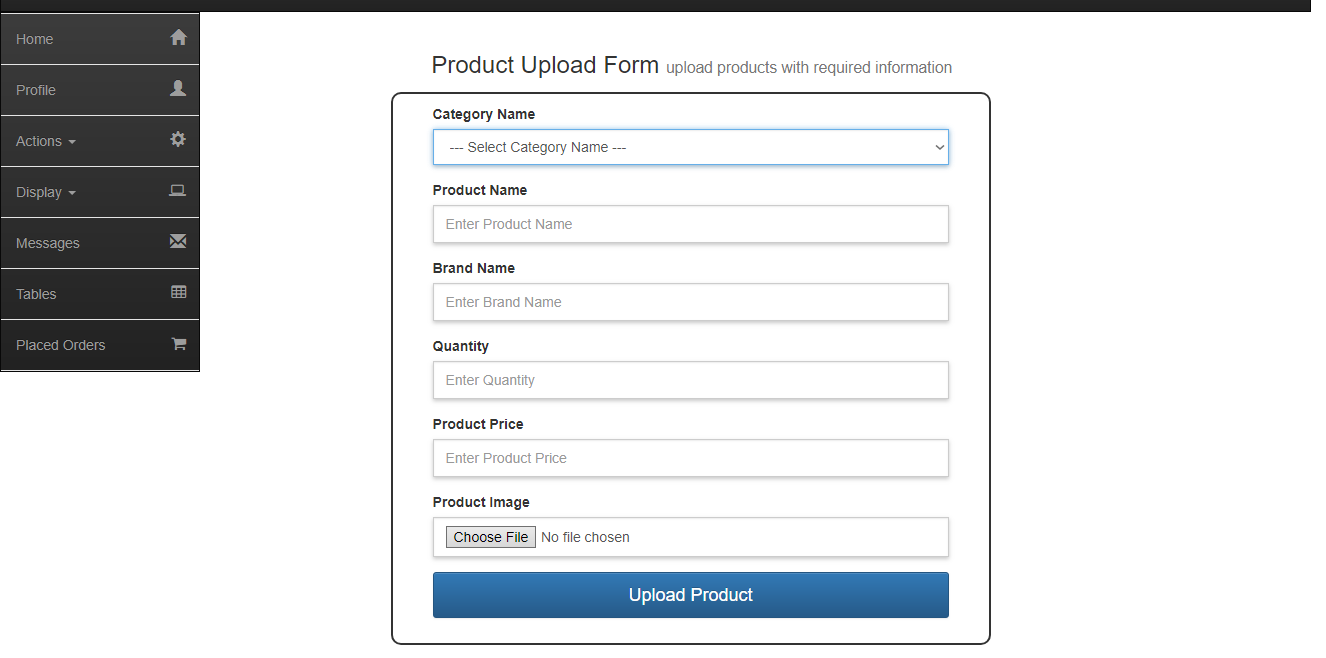 Home
Profile
Actions
Display
Messages
Tables
Placed Orders
Product Upload Form upload products with required information
Category Name
--- Select Category Name ---
Product Name
Enter Product Name
Brand Name
Enter Brand Name
Quantity
Enter Quantity
Product Price
Enter Product Price
Product Image
Choose File No file chosen
Upload Product